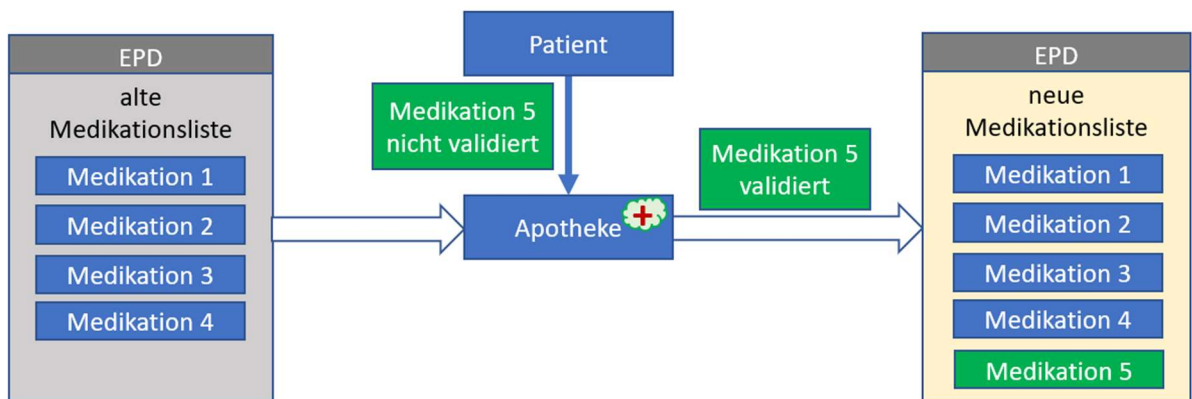 EPD
alte
Medikationsliste
Medikation 1
Medikation 2
Medikation 3
Medikation 4
Patient
Medikation 5
nicht validiert
Apotheke
Medikation 5
validiert
EPD
neue
Medikationsliste
Medikation 1
Medikation 2
Medikation 3
Medikation 4
Medikation 5